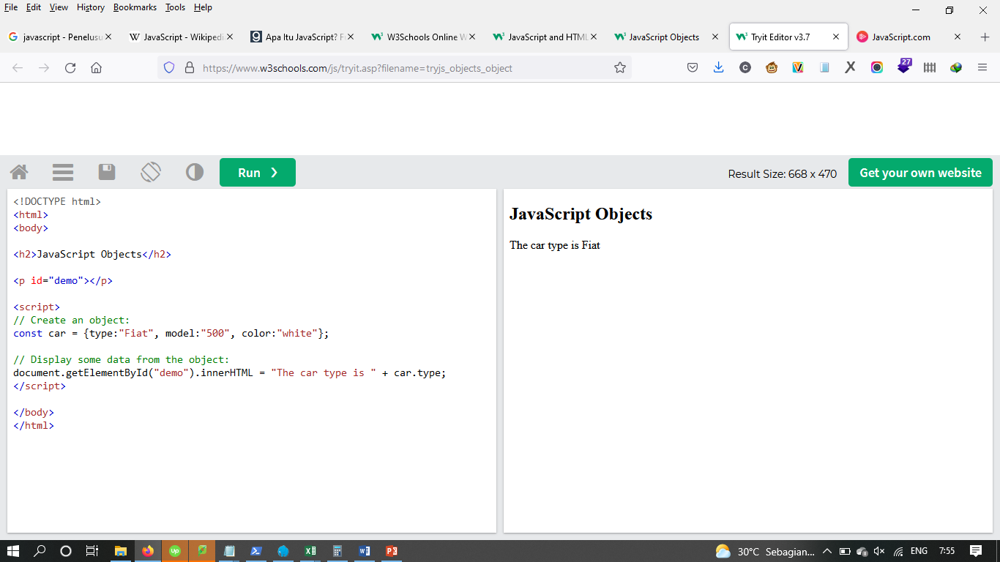 File Edit View History Bookmarks Tools Help
javascript - Penelusu
JavaScript - Wikipedi
Apa Itu JavaScript? F
W3Schools Online W
JavaScript and HTML
JavaScript Objects
Tryit Editor v3.7
JavaScript.com
https://www.w3schools.com/js/tryit.asp?filename=tryjs_objects_object
27
Run ❯
Result Size: 668 x 470
Get your own website
<!DOCTYPE html>
<html>
<body>
<h2>JavaScript Objects</h2>
<p id="demo"></p>
<script>
// Create an object:
const car = {type:"Fiat", model:"500", color:"white"};
// Display some data from the object:
document.getElementById("demo").innerHTML = "The car type is " + car.type;
</script>
</body>
</html>
JavaScript Objects
The car type is Fiat
30°C Sebagian... ENG 7:55